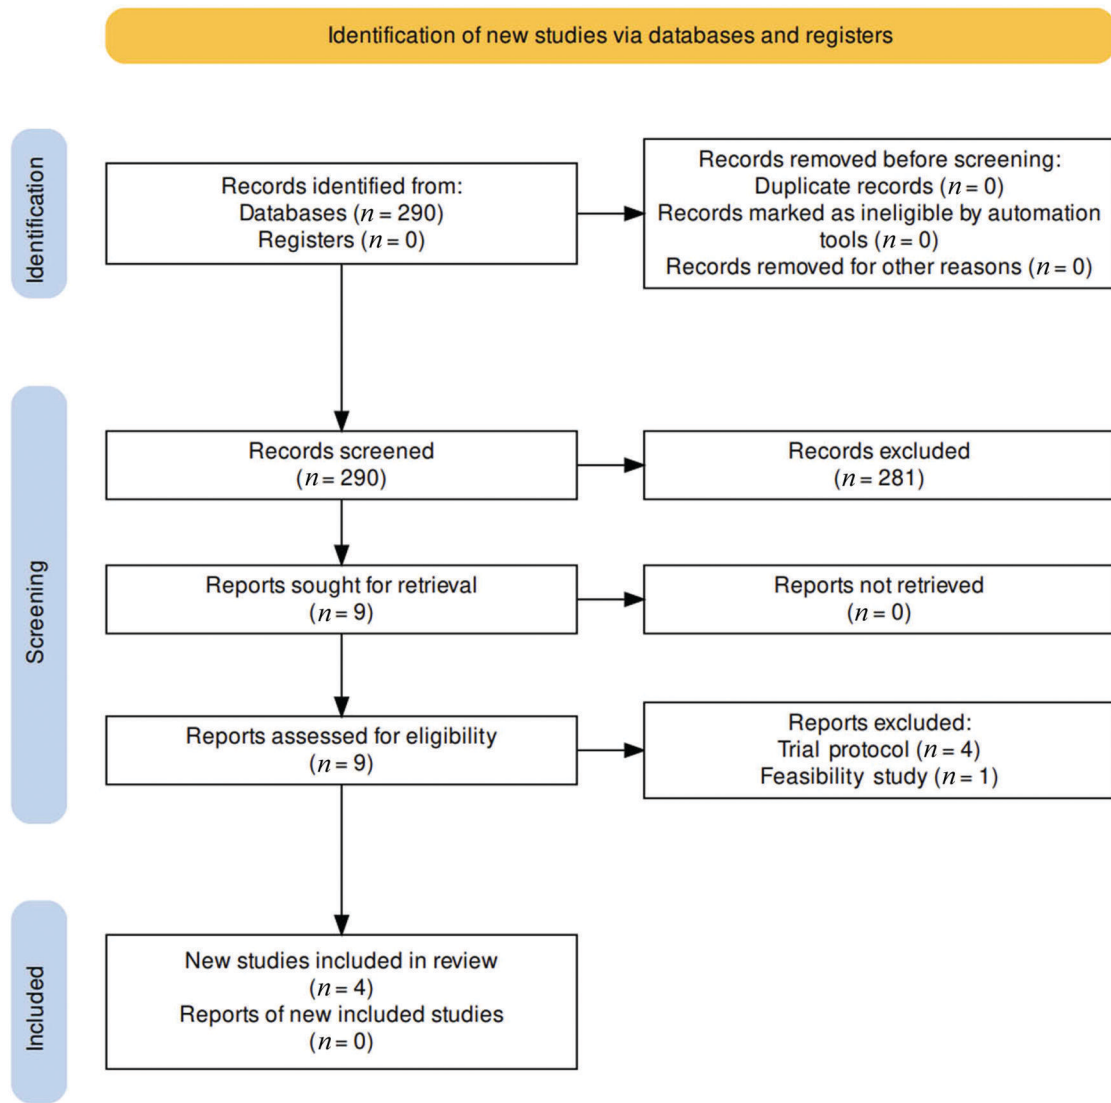 Identification of new studies via databases and registers
Identification
Records identified from:
Databases (n = 290)
Registers (n = 0)
Records removed before screening:
Duplicate records (n = 0)
Records marked as ineligible by automation
tools (n = 0)
Records removed for other reasons (n = 0)
Screening
Records screened
(n = 290)
Records excluded
(n = 281)
Reports sought for retrieval
(n = 9)
Reports not retrieved
(n = 0)
Reports assessed for eligibility
(n = 9)
Reports excluded:
Trial protocol (n = 4)
Feasibility study (n = 1)
Included
New studies included in review
(n = 4)
Reports of new included studies
(n = 0)